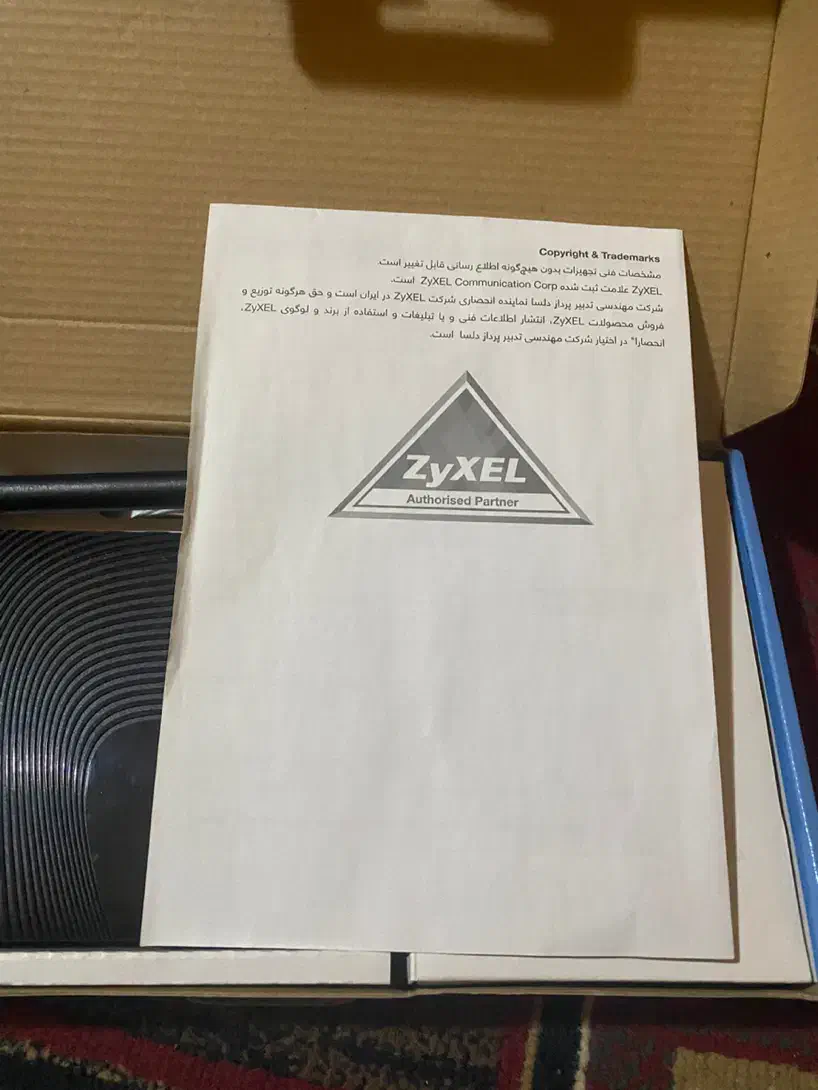 Copyright & Trademarks
مشخصات فنی تجهیزات بدون هیچ‌گونه اطلاع رسانی قابل تغییر است.
ZyXEL علامت ثبت شده ZyXEL Communication Corp است.
شرکت مهندسی تدبیر پرداز دلسا نماینده انحصاری شرکت ZyXEL در ایران است و حق هرگونه توزیع و
فروش محصولات ZyXEL، انتشار اطلاعات فنی و یا تبلیغات و استفاده از برند و لوگوی ZyXEL،
انحصارا" در اختیار شرکت مهندسی تدبیر پرداز دلسا است.
ZyXEL
Authorised Partner